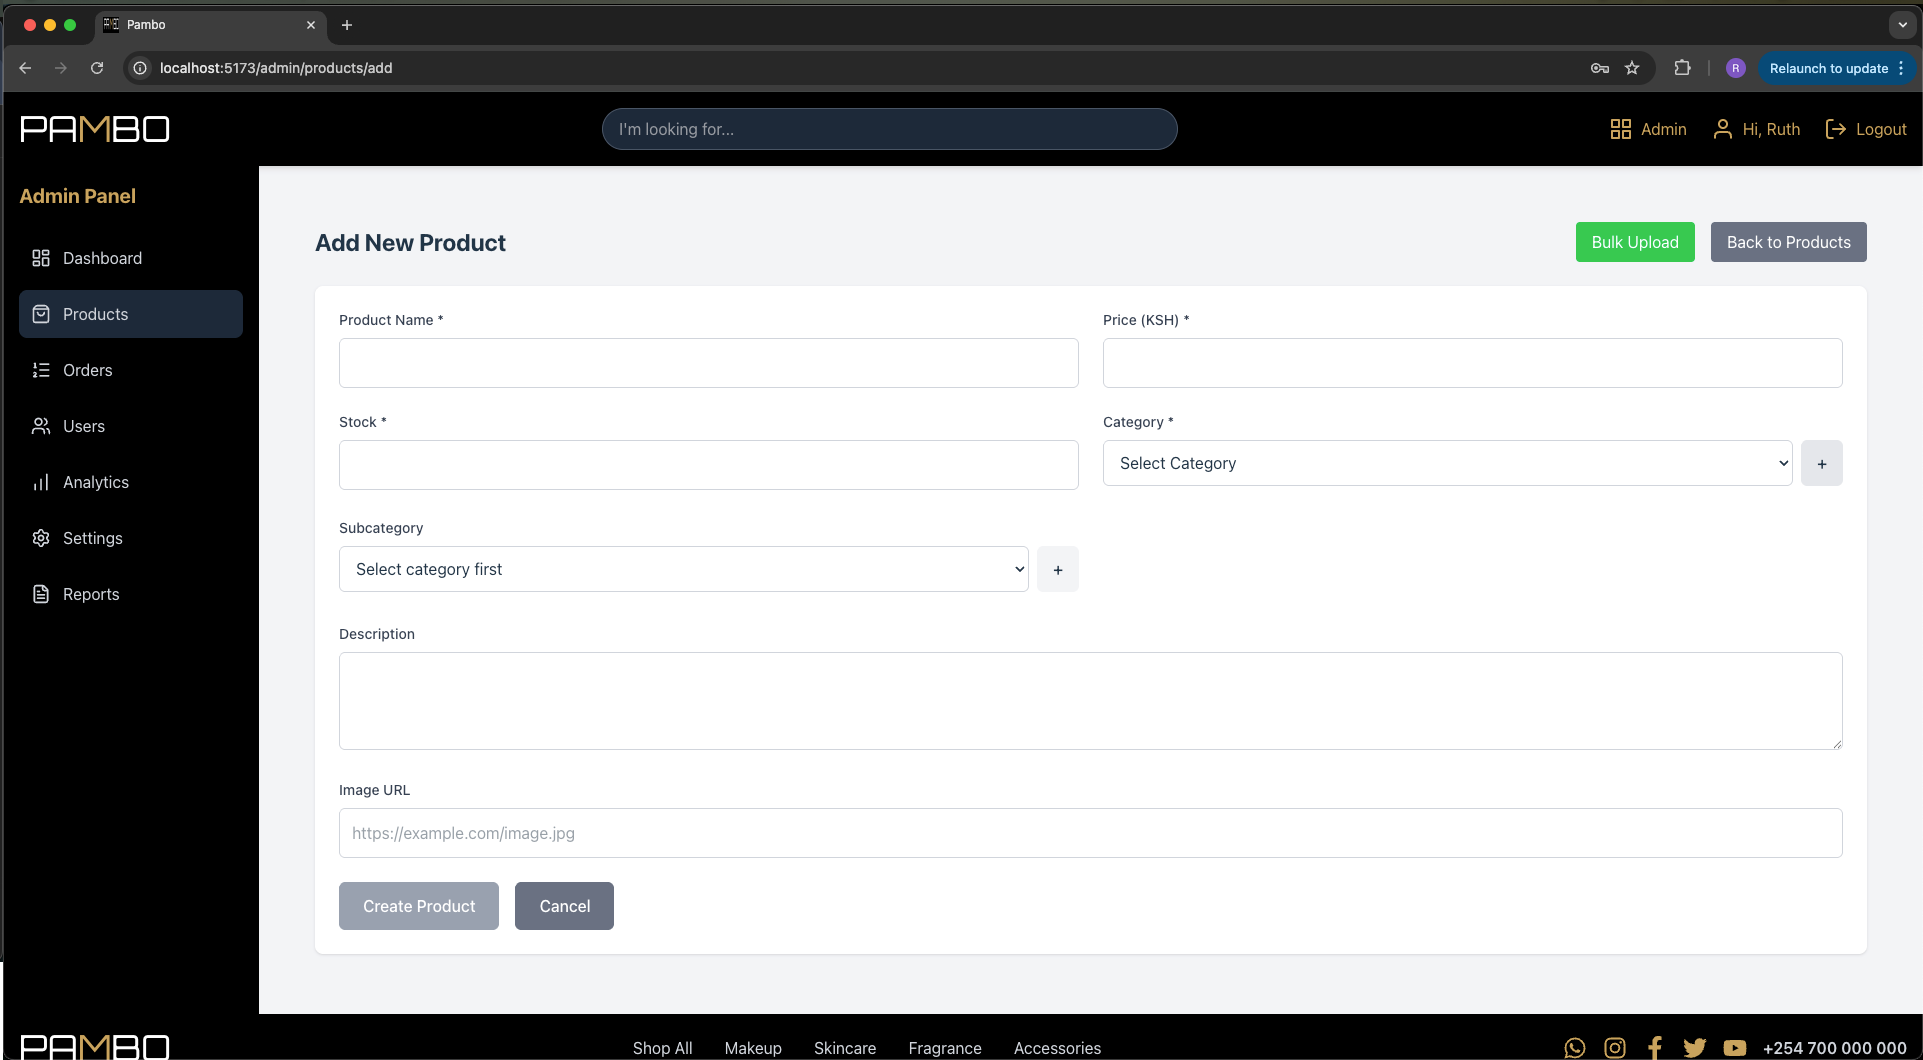 Pambo
localhost:5173/admin/products/add
R
Relaunch to update
PAMBO
I'm looking for...
Admin
Hi, Ruth
Logout
Admin Panel
Dashboard
Products
Orders
Users
Analytics
Settings
Reports
Add New Product
Bulk Upload
Back to Products
Product Name *
Price (KSH) *
Stock *
Category *
Select Category
+
Subcategory
Select category first
+
Description
Image URL
https://example.com/image.jpg
Create Product
Cancel
PAMBO
Shop All
Makeup
Skincare
Fragrance
Accessories
+254 700 000 000